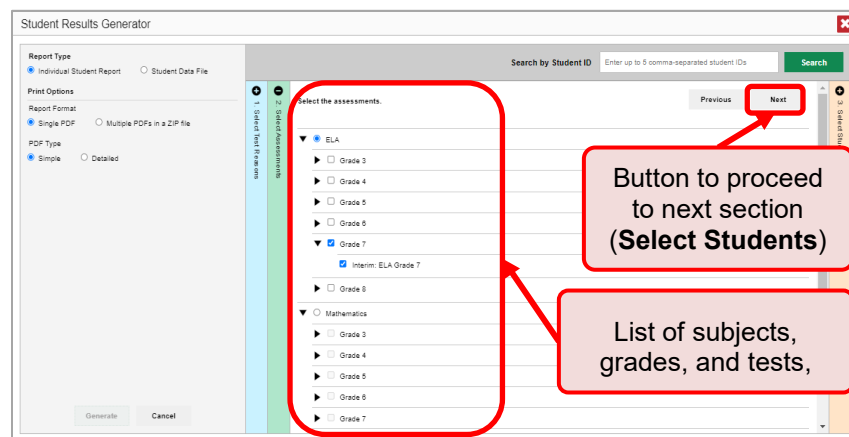 Student Results Generator
Report Type
Individual Student Report Student Data File
Print Options
Report Format
Single PDF Multiple PDFs in a ZIP file
PDF Type
Simple Detailed
Generate Cancel
Search by Student ID Enter up to 5 comma-separated student IDs Search
1. Select Test Reasons
2. Select Assessments
Select the assessments.
Previous Next
ELA
Grade 3
Grade 4
Grade 5
Grade 6
Grade 7
Interim: ELA Grade 7
Grade 8
Mathematics
Grade 3
Grade 4
Grade 5
Grade 6
Grade 7
3. Select Stu
Button to proceed
to next section
(Select Students)
List of subjects,
grades, and tests,